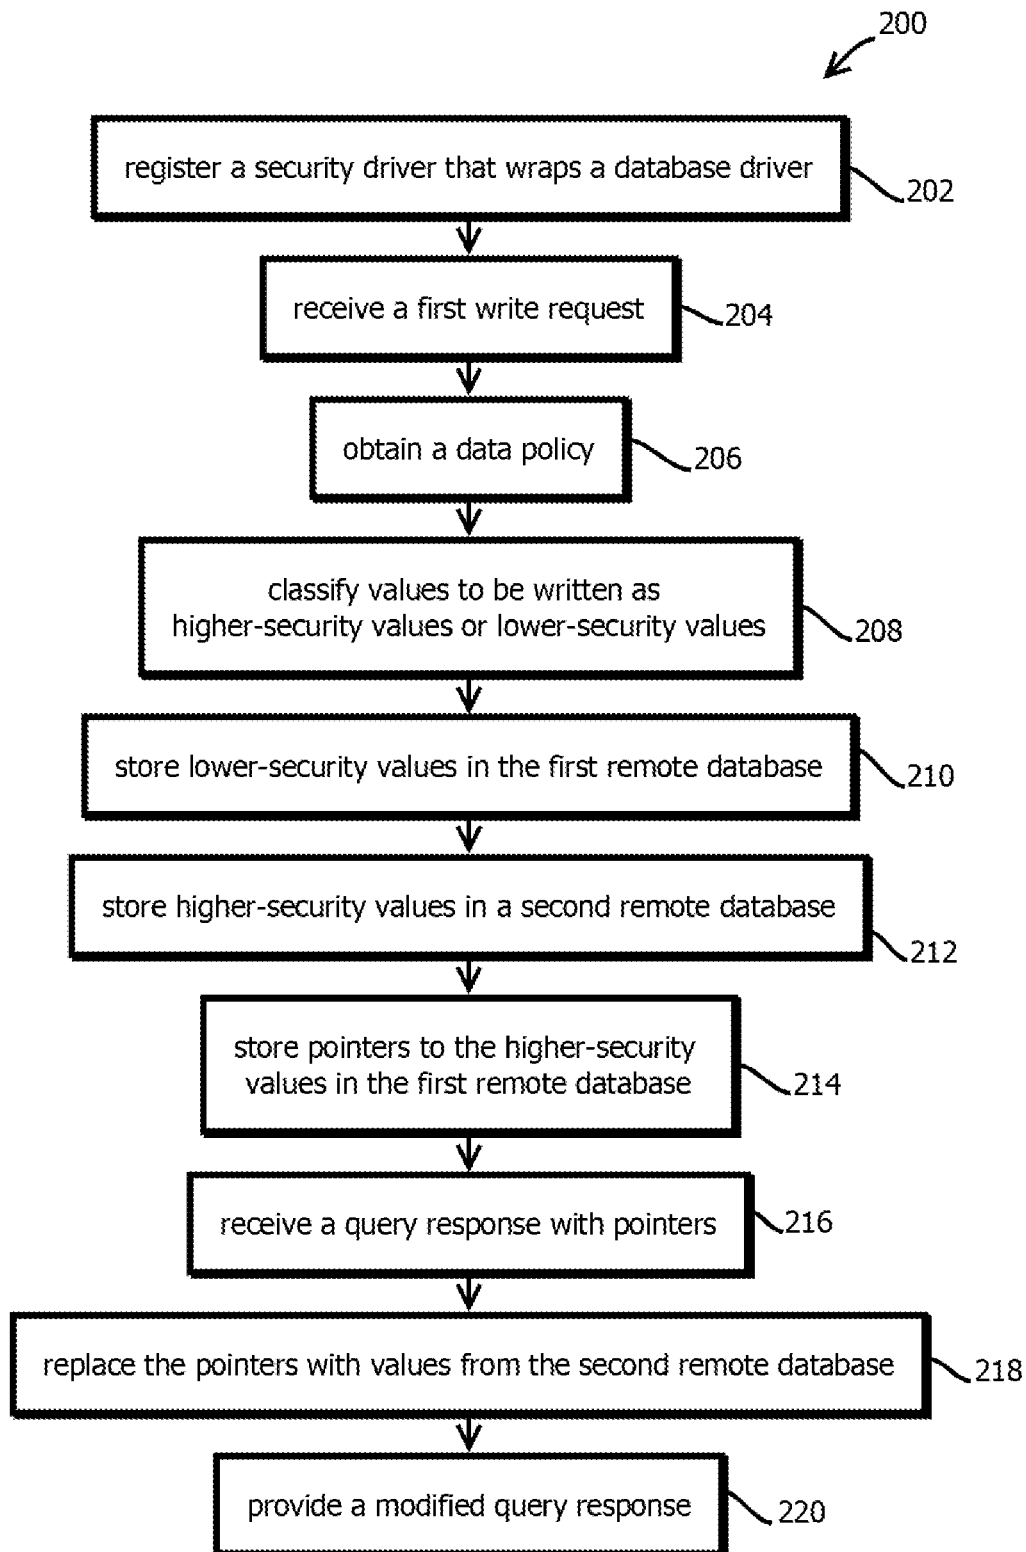 200
register a security driver that wraps a database driver
202
receive a first write request
204
obtain a data policy
206
classify values to be written as
higher-security values or lower-security values
208
store lower-security values in the first remote database
210
store higher-security values in a second remote database
212
store pointers to the higher-security
values in the first remote database
214
receive a query response with pointers
216
replace the pointers with values from the second remote database
218
provide a modified query response
220